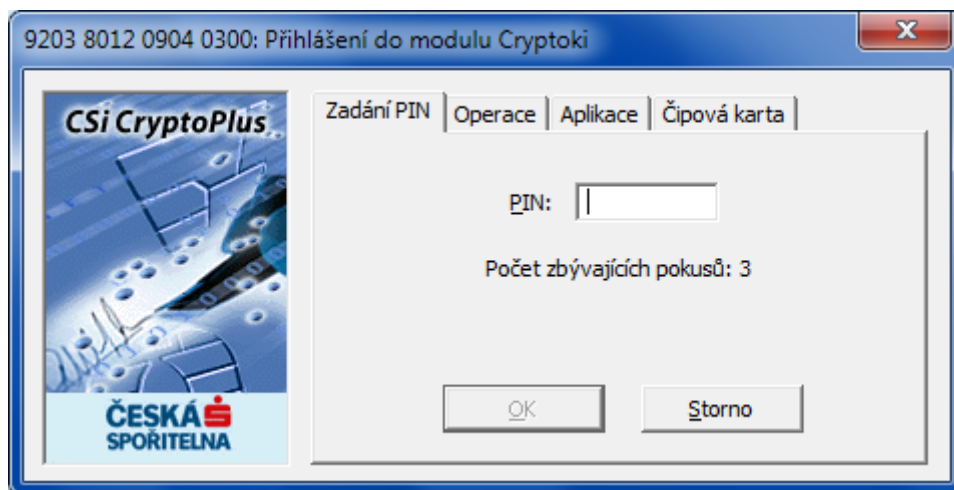 9203 8012 0904 0300: Přihlášení do modulu Cryptoki
CSi CryptoPlus
Zadání PIN
Operace
Aplikace
Čipová karta
PIN:
Počet zbývajících pokusů: 3
OK
Storno
ČESKÁ
SPOŘITELNA